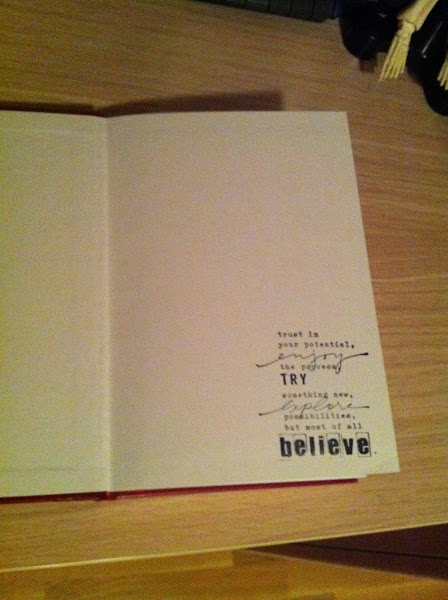 trust in
your potential,
enjoy
the process,
TRY
something new,
explore
possibilities,
but most of all
believe.